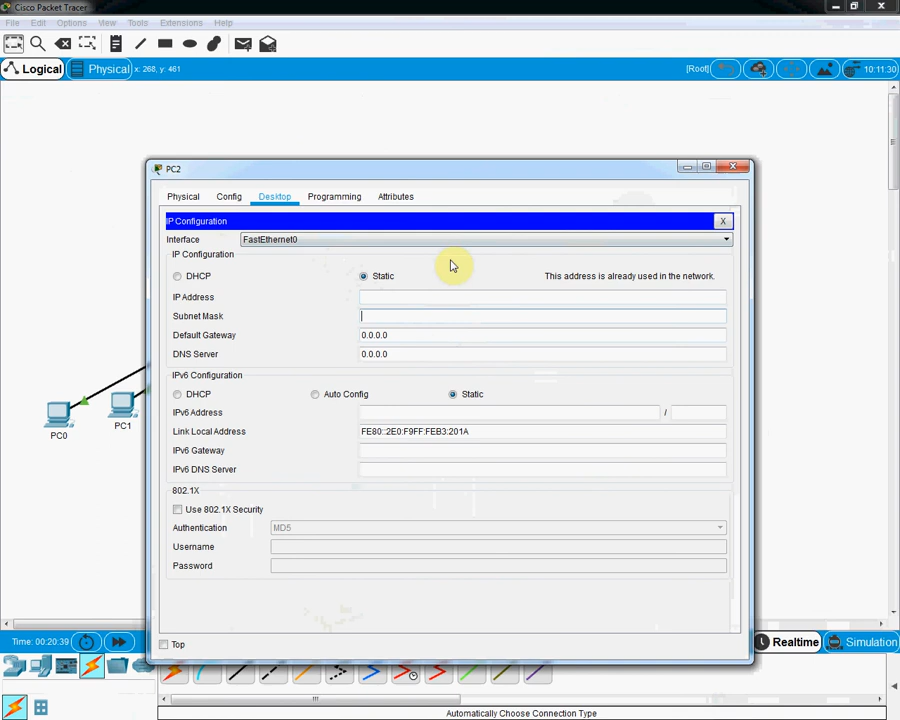 Cisco Packet Tracer
File Edit Options View Tools Extensions Help
Logical Physical x: 268, y: 461 [Root] 10:11:30
PC2
Physical Config Desktop Programming Attributes
IP Configuration X
Interface FastEthernet0
IP Configuration
DHCP Static This address is already used in the network.
IP Address
Subnet Mask
Default Gateway 0.0.0.0
DNS Server 0.0.0.0
IPv6 Configuration
DHCP Auto Config Static
IPv6 Address /
Link Local Address FE80::2E0:F9FF:FEB3:201A
IPv6 Gateway
IPv6 DNS Server
802.1X
Use 802.1X Security
Authentication MD5
Username
Password
Top
PC0
PC1
Time: 00:20:39 Realtime Simulation
Automatically Choose Connection Type